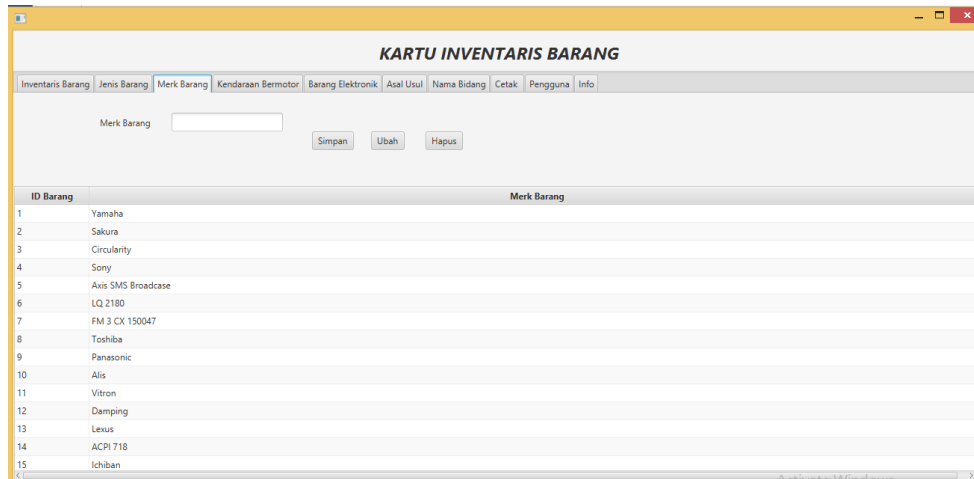 KARTU INVENTARIS BARANG
Inventaris Barang Jenis Barang Merk Barang Kendaraan Bermotor Barang Elektronik Asal Usul Nama Bidang Cetak Pengguna Info
Merk Barang
Simpan Ubah Hapus
ID Barang Merk Barang
1 Yamaha
2 Sakura
3 Circularity
4 Sony
5 Axis SMS Broadcase
6 LQ 2180
7 FM 3 CX 150047
8 Toshiba
9 Panasonic
10 Alis
11 Vitron
12 Damping
13 Lexus
14 ACPI 718
15 Ichiban
Activate Windows